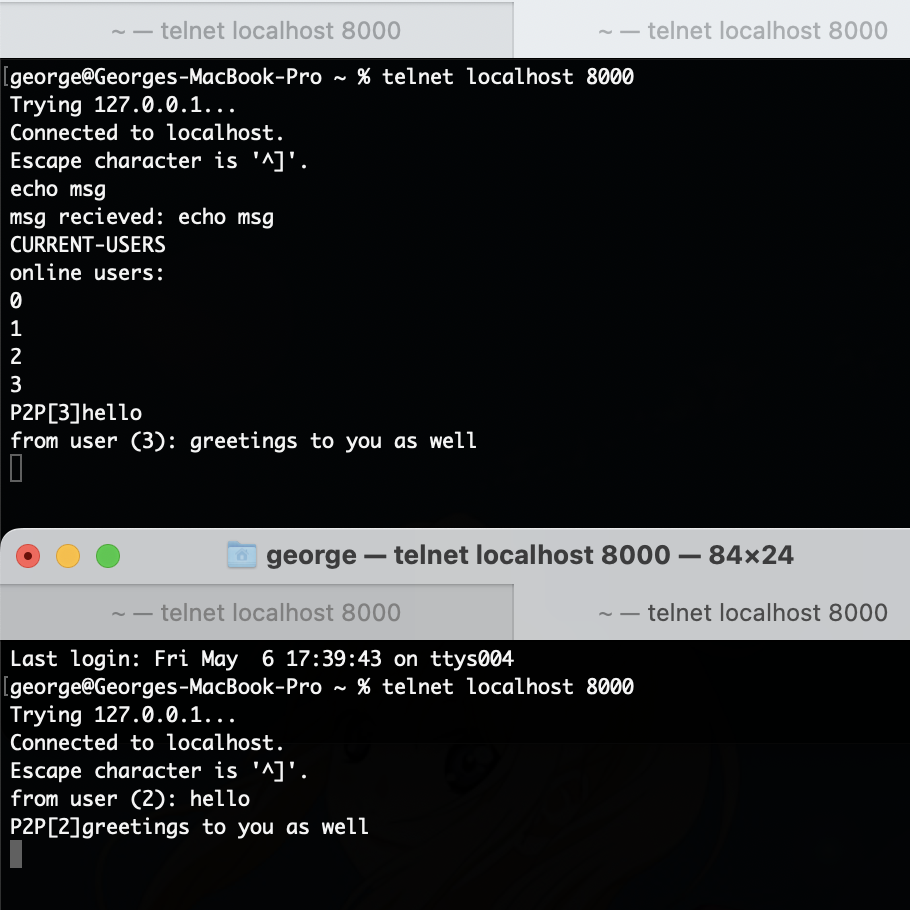 ~ — telnet localhost 8000 ~ — telnet localhost 8000
[george@Georges-MacBook-Pro ~ % telnet localhost 8000
Trying 127.0.0.1...
Connected to localhost.
Escape character is '^]'.
echo msg
msg recieved: echo msg
CURRENT-USERS
online users:
0
1
2
3
P2P[3]hello
from user (3): greetings to you as well
george — telnet localhost 8000 — 84×24
~ — telnet localhost 8000 ~ — telnet localhost 8000
Last login: Fri May  6 17:39:43 on ttys004
[george@Georges-MacBook-Pro ~ % telnet localhost 8000
Trying 127.0.0.1...
Connected to localhost.
Escape character is '^]'.
from user (2): hello
P2P[2]greetings to you as well